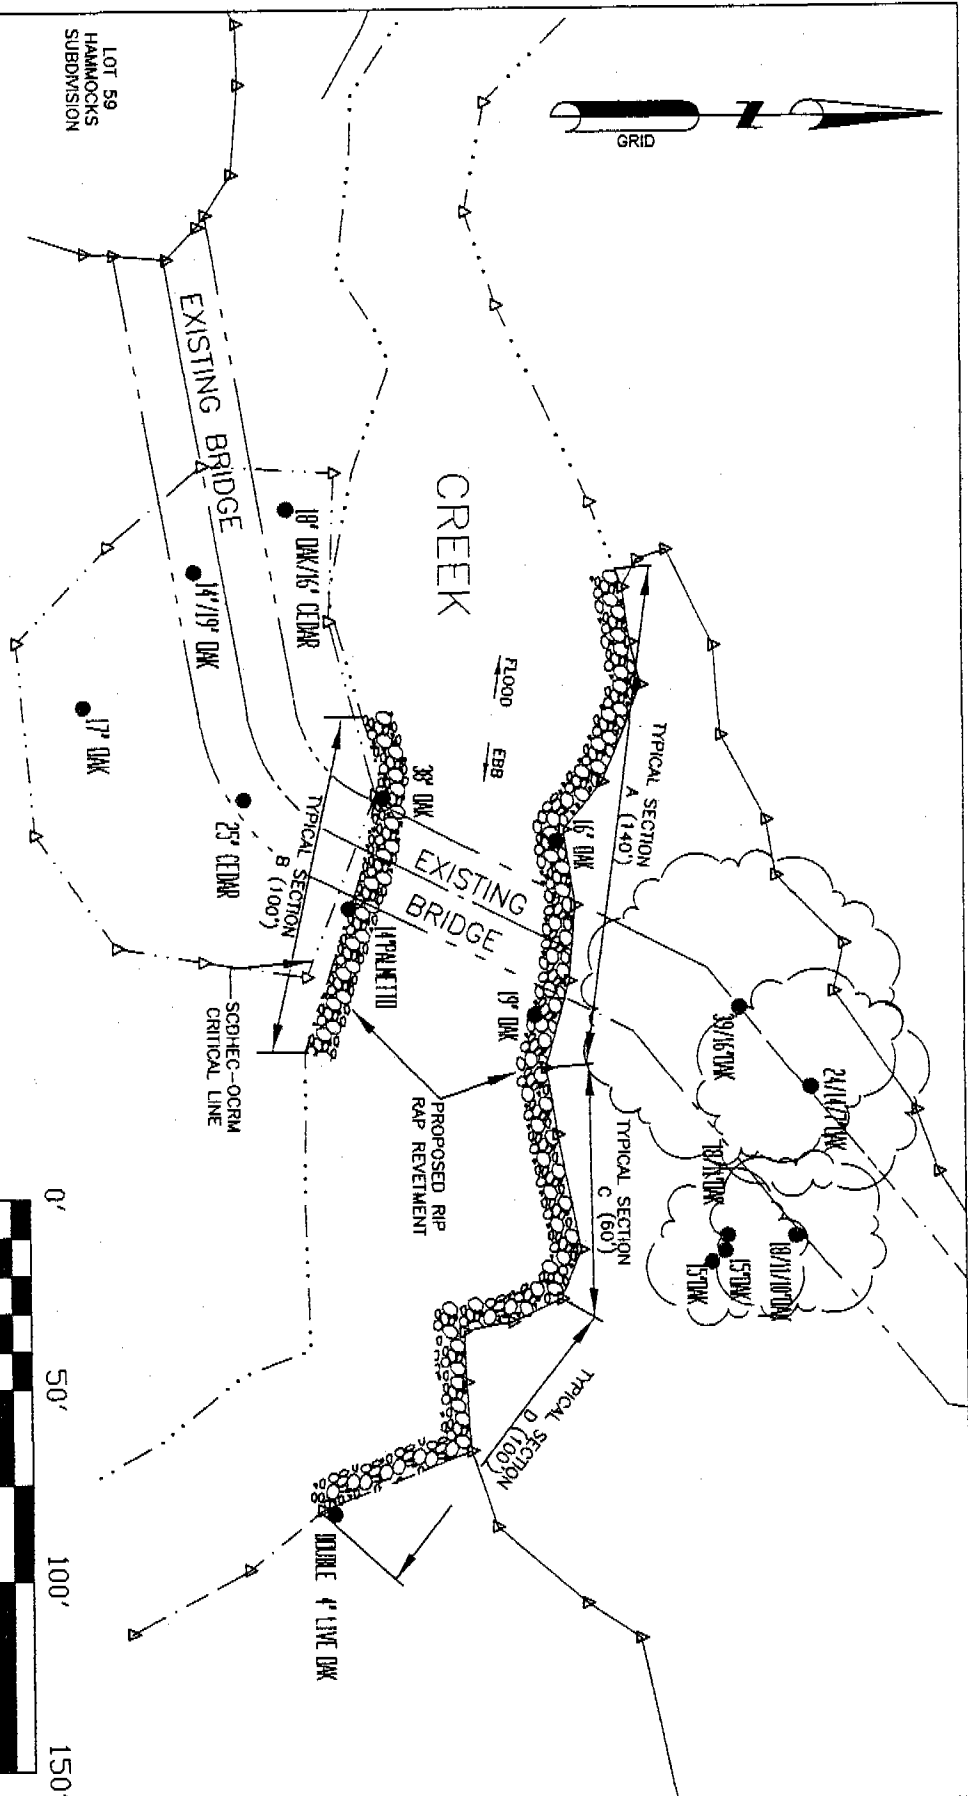 GRID
N
LOT 59
HAMMOCKS
SUBDIVISION
EXISTING BRIDGE
CREEK
FLOOD
EBB
18" OAK/16" CEDAR
14"/19" OAK
17" OAK
25" CEDAR
38" OAK
14"PALMETTO
EXISTING
BRIDGE
16" OAK
19" OAK
TYPICAL SECTION
A (140')
TYPICAL SECTION
B (100')
TYPICAL SECTION
C (60')
TYPICAL SECTION
D (100')
SCDHEC-OCRM
CRITICAL LINE
PROPOSED RIP
RAP REVETMENT
39/16"OAK
24/14/7"OAK
18/11/10"OAK
15"OAK
15"OAK
DOUBLE 4" LIVE OAK
0'
50'
100'
150'